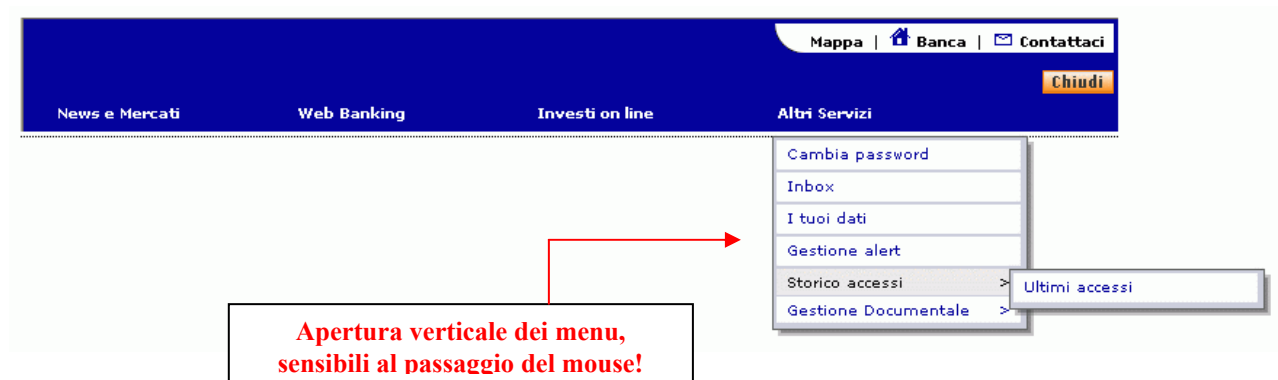 Mappa | Banca | Contattaci
Chiudi
News e Mercati Web Banking Investi on line Altri Servizi
Cambia password
Inbox
I tuoi dati
Gestione alert
Storico accessi > Ultimi accessi
Gestione Documentale >
Apertura verticale dei menu,
sensibili al passaggio del mouse!